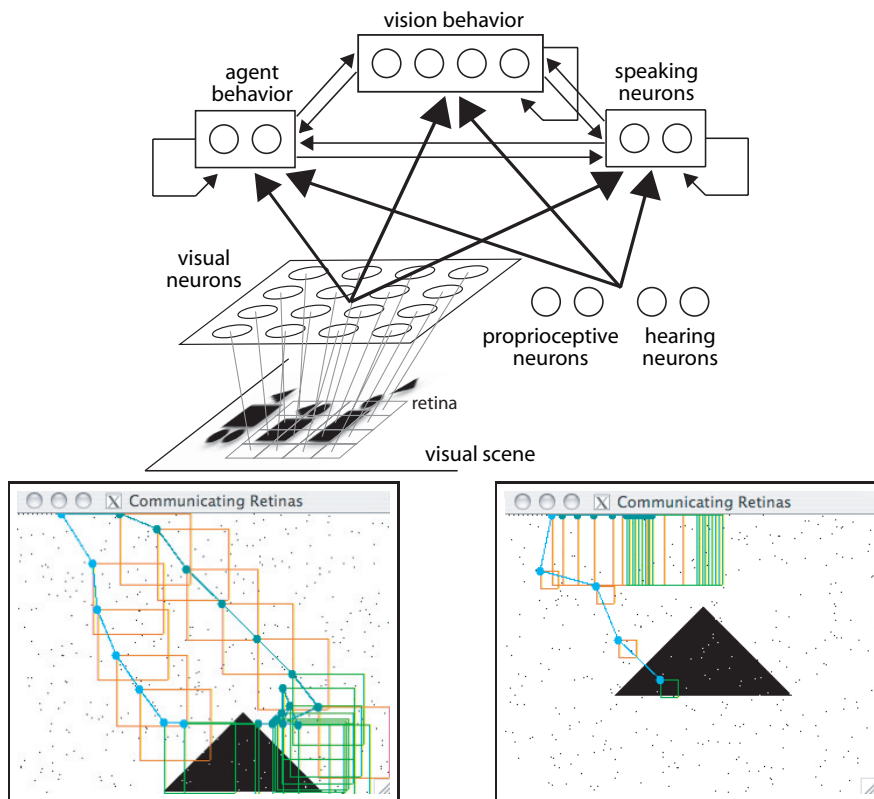 vision behavior
agent
behavior
speaking
neurons
visual
neurons
proprioceptive
neurons
hearing
neurons
retina
visual scene
X Communicating Retinas
X Communicating Retinas